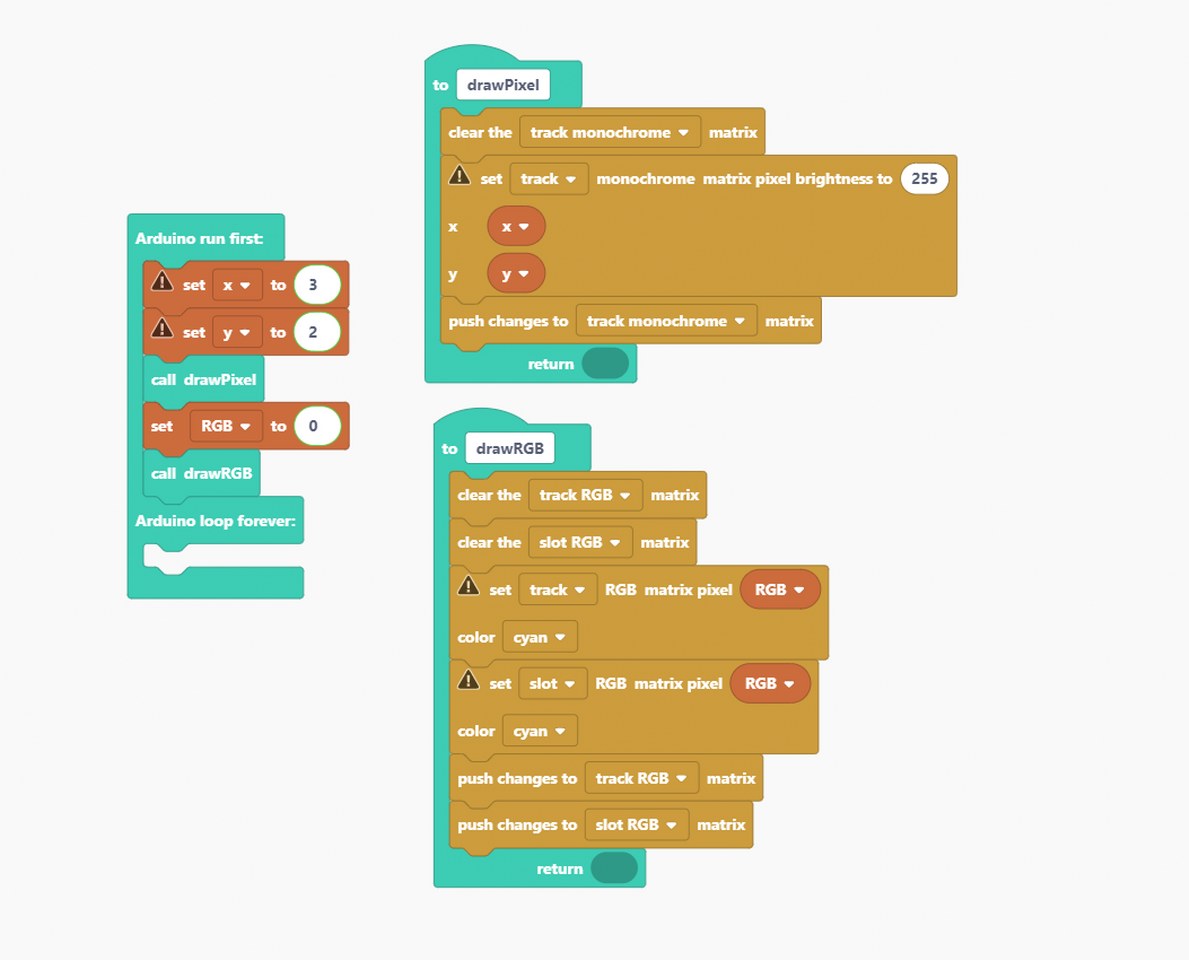 Arduino run first:
set x to 3
set y to 2
call drawPixel
set RGB to 0
call drawRGB
Arduino loop forever:
to drawPixel
clear the track monochrome matrix
set track monochrome matrix pixel brightness to 255
x x
y y
push changes to track monochrome matrix
return
to drawRGB
clear the track RGB matrix
clear the slot RGB matrix
set track RGB matrix pixel RGB
color cyan
set slot RGB matrix pixel RGB
color cyan
push changes to track RGB matrix
push changes to slot RGB matrix
return